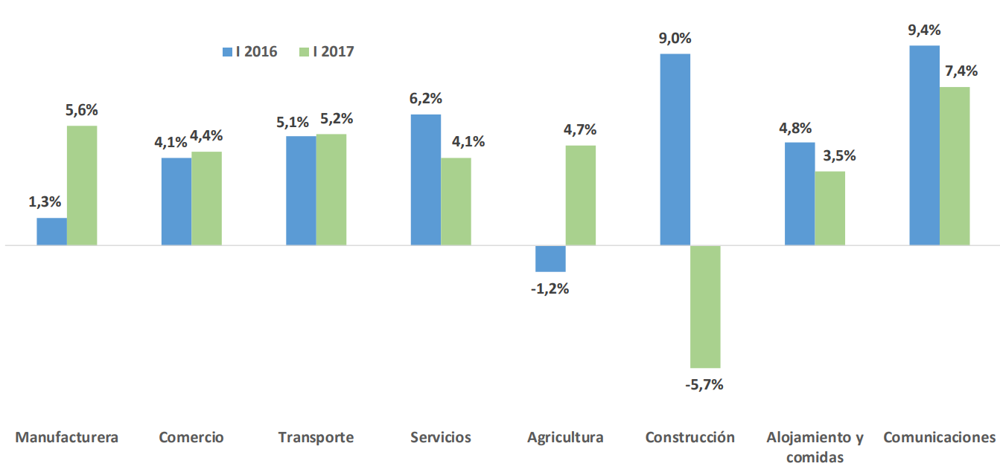 I 2016 I 2017
1,3% 5,6%
4,1% 4,4%
5,1% 5,2%
6,2% 4,1%
-1,2% 4,7%
9,0% -5,7%
4,8% 3,5%
9,4% 7,4%
Manufacturera
Comercio
Transporte
Servicios
Agricultura
Construcción
Alojamiento y
comidas
Comunicaciones